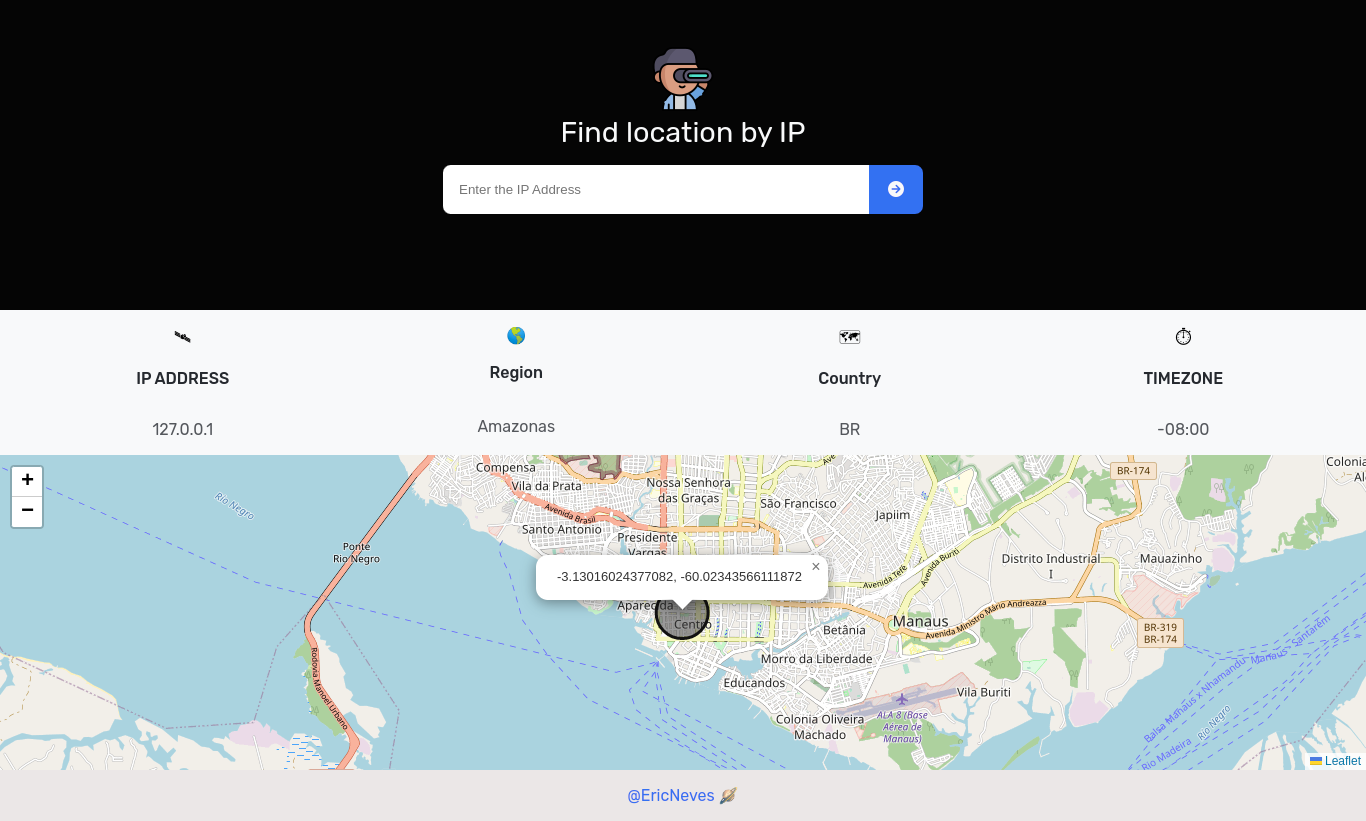 Find location by IP
Enter the IP Address
IP ADDRESS
Region
Country
TIMEZONE
127.0.0.1
Amazonas
BR
-08:00
+
−
Rio Negro
Ponte
Rio Negro
Rodovia Manoel Urbano
Compensa
Vila da Prata
Avenida Brasil
Santo Antonio
Nossa Senhora
das Graças
São Francisco
Presidente
Vargas
Japiim
BR-174
Colonia
Distrito Industrial
I
Mauazinho
-3.13016024377082, -60.02343566111872
×
Aparecida
Centro
Avenida Tefé
Avenida Buriti
Avenida Ministro Mário Andreazza
Manaus
Betânia
BR-319
BR-174
Morro da Liberdade
Educandos
Vila Buriti
Colonia Oliveira
Machado
ALA 8 (Base
Aérea de
Manaus)
Manaus - Santarém
Balsa Manaus x Nhamandu
Rio Negro
Rio Madeira
Leaflet
@EricNeves